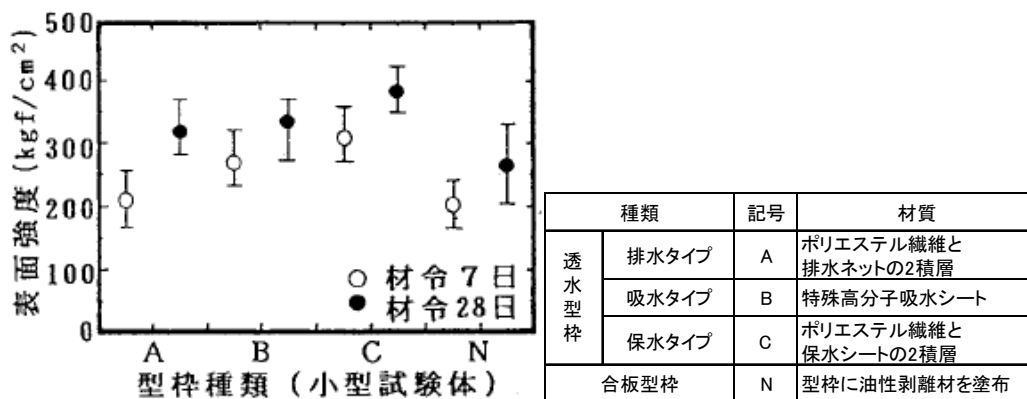 500
400
300
200
100
0
表面強度(kgf/cm²)
○ 材令7日
● 材令28日
A B C N
型枠種類(小型試験体)
種類 記号 材質
透水型枠
排水タイプ A ポリエステル繊維と
排水ネットの2積層
吸水タイプ B 特殊高分子吸水シート
保水タイプ C ポリエステル繊維と
保水シートの2積層
合板型枠 N 型枠に油性剥離材を塗布